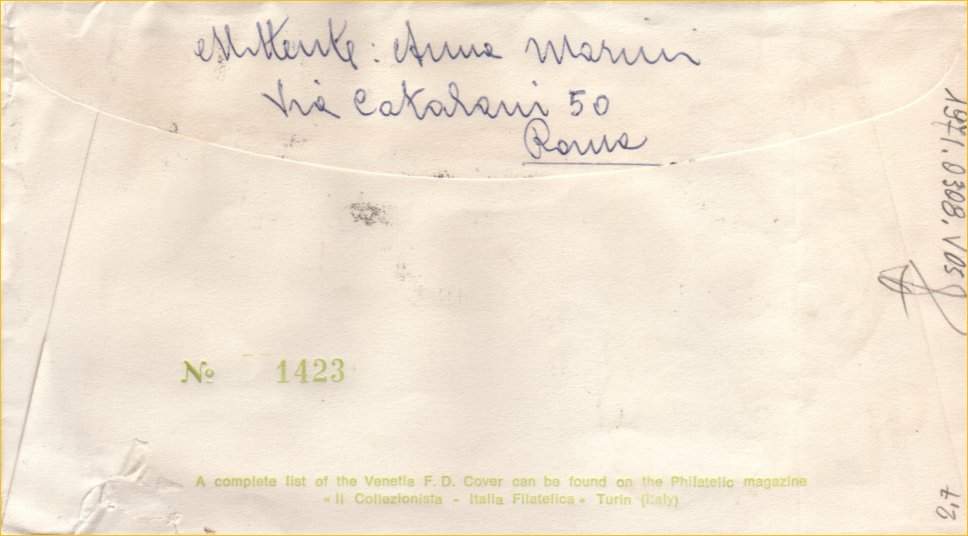 Mittente: Anna Marini
Via Catalani 50
Roma
1971.0308.V05
№ 1423
A complete list of the Venetia F. D. Cover can be found on the Philatelic magazine
« Il Collezionista - Italia Filatelica » Turin (Italy)
2,7